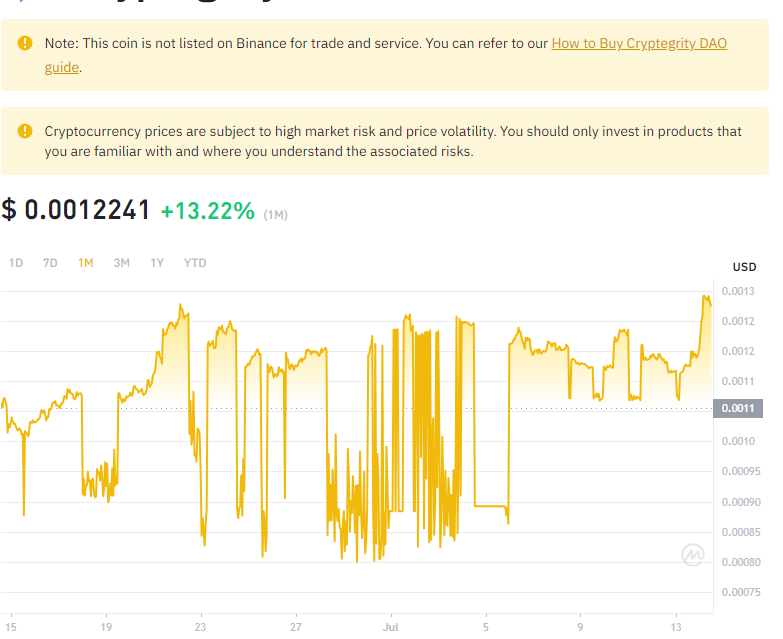 Note: This coin is not listed on Binance for trade and service. You can refer to our How to Buy Cryptegrity DAO
guide.
Cryptocurrency prices are subject to high market risk and price volatility. You should only invest in products that
you are familiar with and where you understand the associated risks.
$ 0.0012241 +13.22% (1M)
1D 7D 1M 3M 1Y YTD
USD
0.0013
0.0012
0.0012
0.0011
0.0011
0.0010
0.00095
0.00090
0.00085
0.00080
0.00075
15 19 23 27 Jul 5 9 13